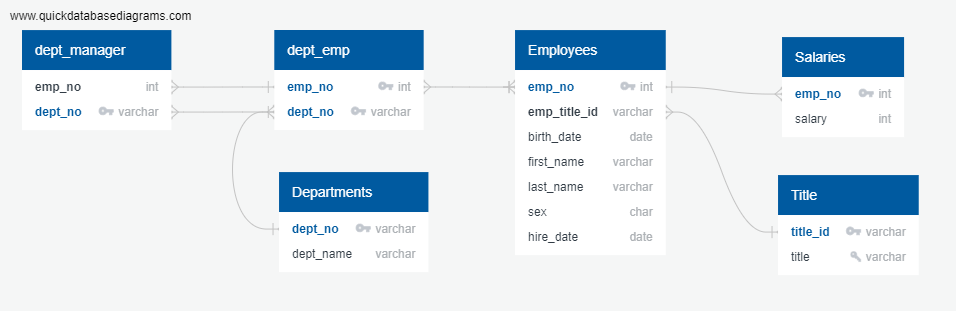 www.quickdatabasediagrams.com
dept_manager
emp_no int
dept_no varchar
dept_emp
emp_no int
dept_no varchar
Departments
dept_no varchar
dept_name varchar
Employees
emp_no int
emp_title_id varchar
birth_date date
first_name varchar
last_name varchar
sex char
hire_date date
Salaries
emp_no int
salary int
Title
title_id varchar
title varchar